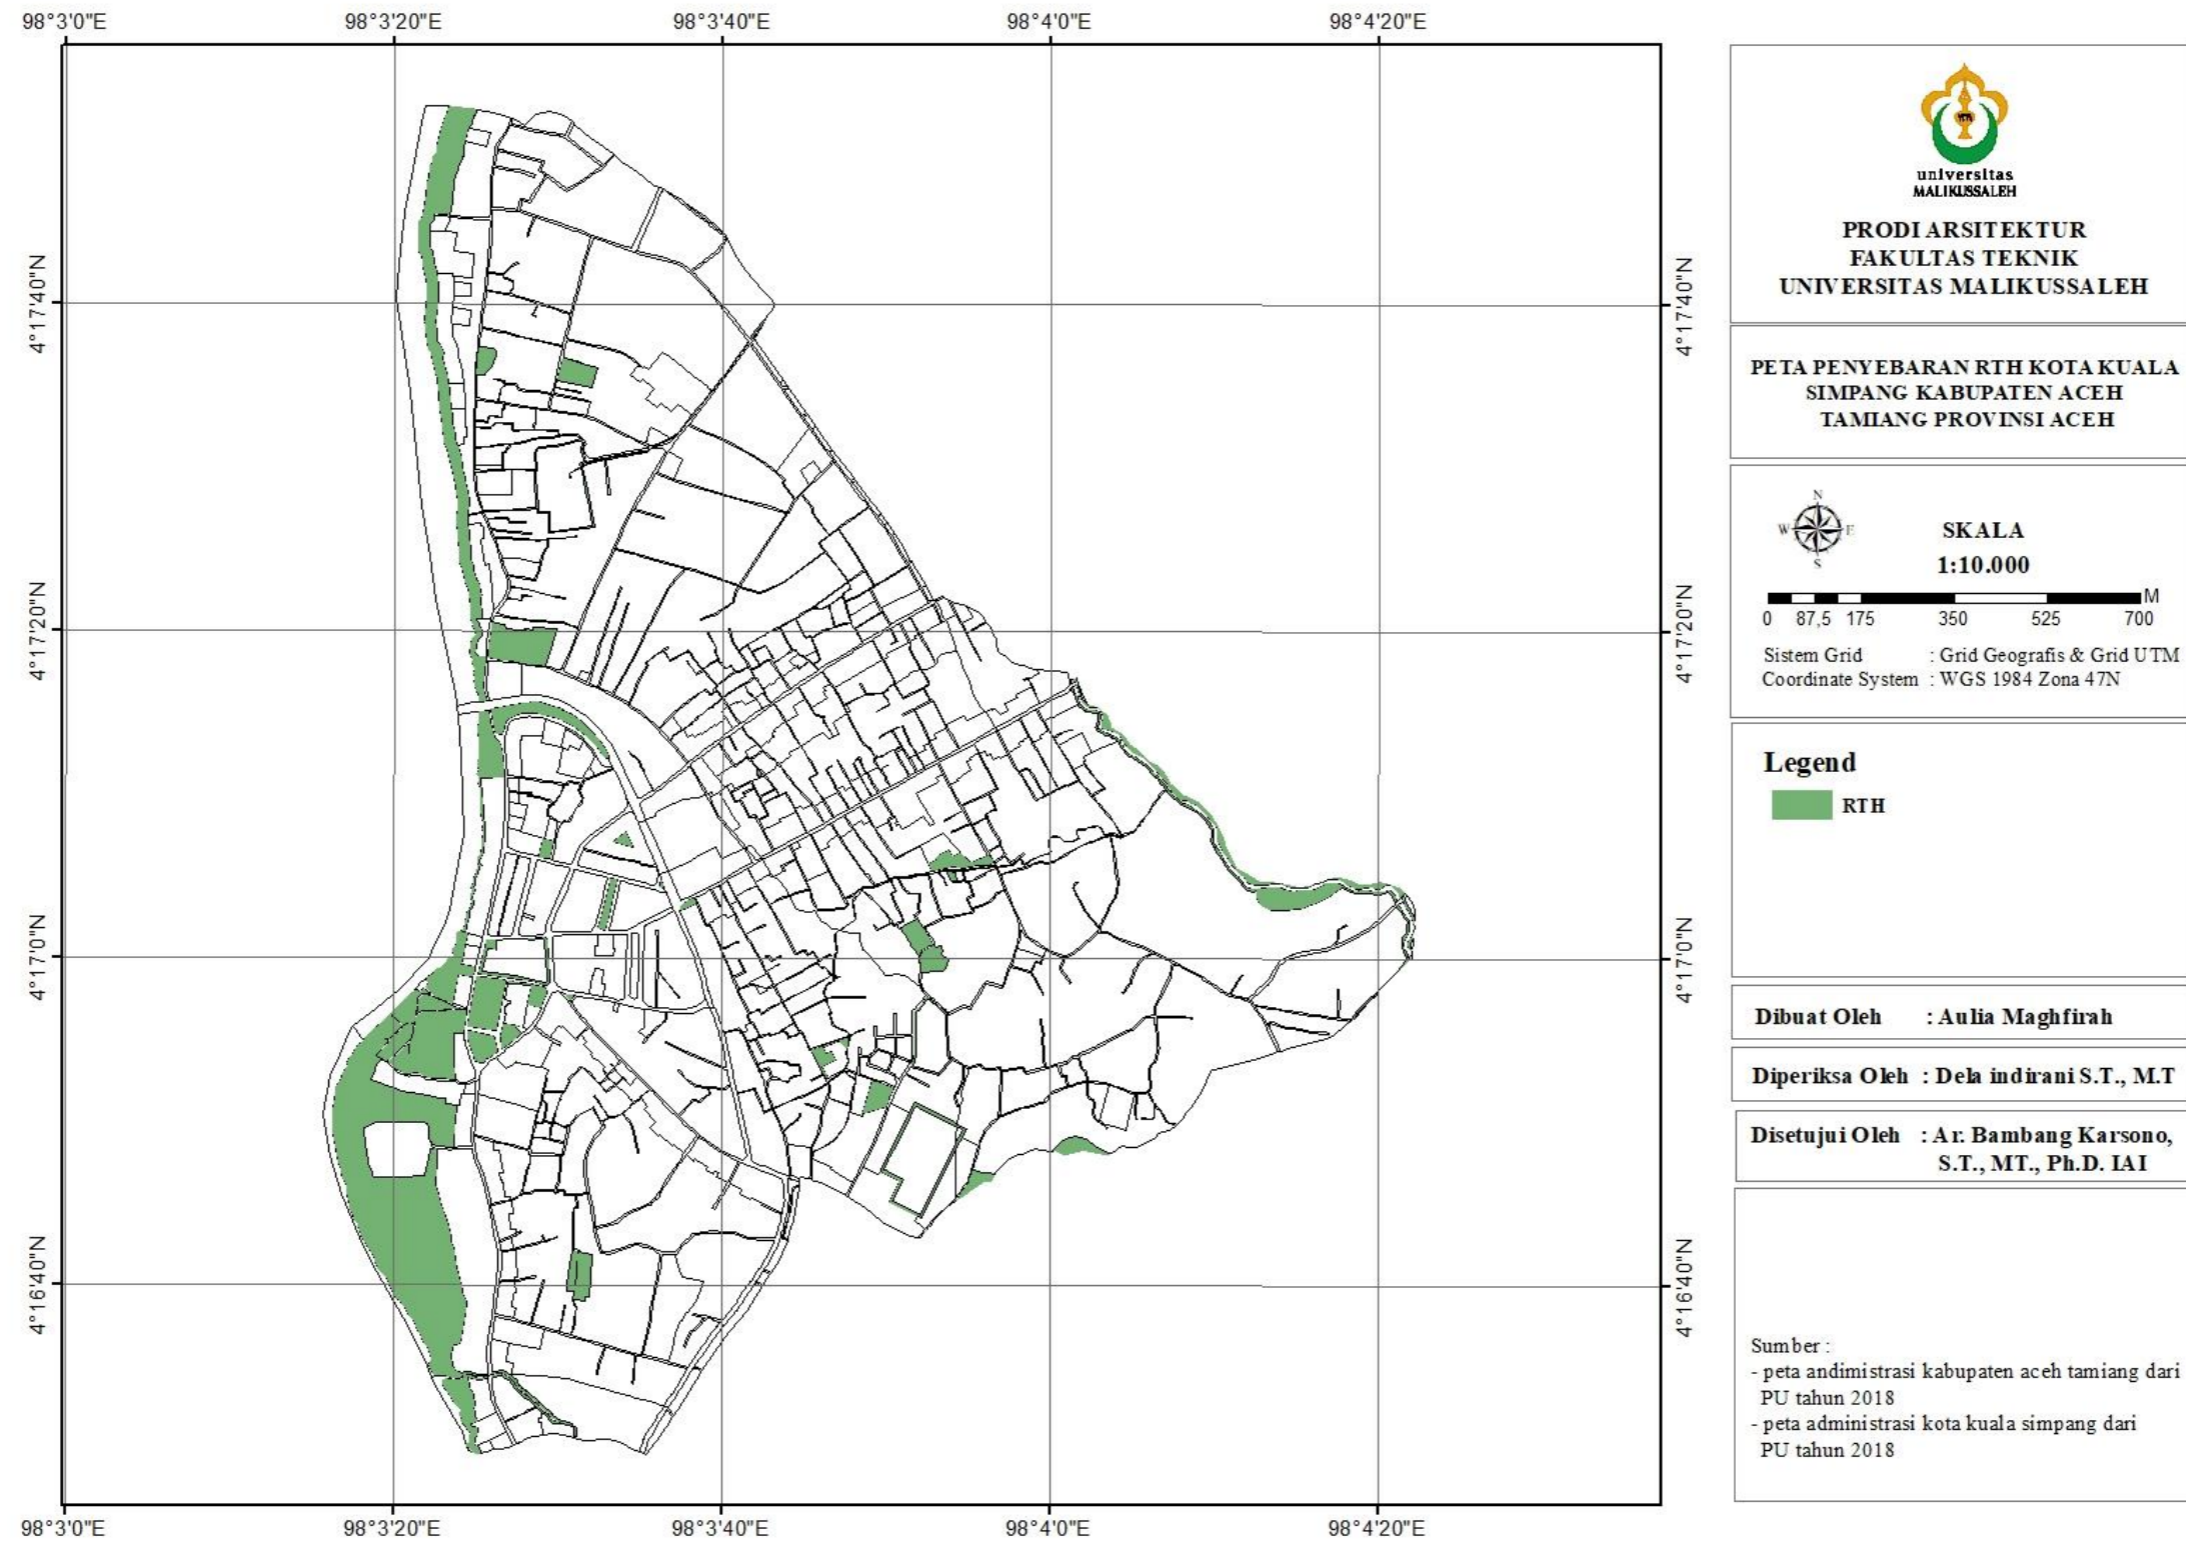 98°3'0"E 98°3'20"E 98°3'40"E 98°4'0"E 98°4'20"E
4°17'40"N 4°17'40"N
4°17'20"N 4°17'20"N
4°17'0"N 4°17'0"N
4°16'40"N 4°16'40"N
98°3'0"E 98°3'20"E 98°3'40"E 98°4'0"E 98°4'20"E
universitas
MALIKUSSALEH
PRODI ARSITEKTUR
FAKULTAS TEKNIK
UNIVERSITAS MALIKUSSALEH
PETA PENYEBARAN RTH KOTA KUALA
SIMPANG KABUPATEN ACEH
TAMIANG PROVINSI ACEH
N
W E
S
SKALA
1:10.000
M
0 87,5 175 350 525 700
Sistem Grid : Grid Geografis & Grid UTM
Coordinate System : WGS 1984 Zona 47N
Legend
RTH
Dibuat Oleh : Aulia Maghfirah
Diperiksa Oleh : Dela indirani S.T., M.T
Disetujui Oleh : Ar. Bambang Karsono,
S.T., MT., Ph.D. IAI
Sumber :
- peta andimistrasi kabupaten aceh tamiang dari
PU tahun 2018
- peta administrasi kota kuala simpang dari
PU tahun 2018